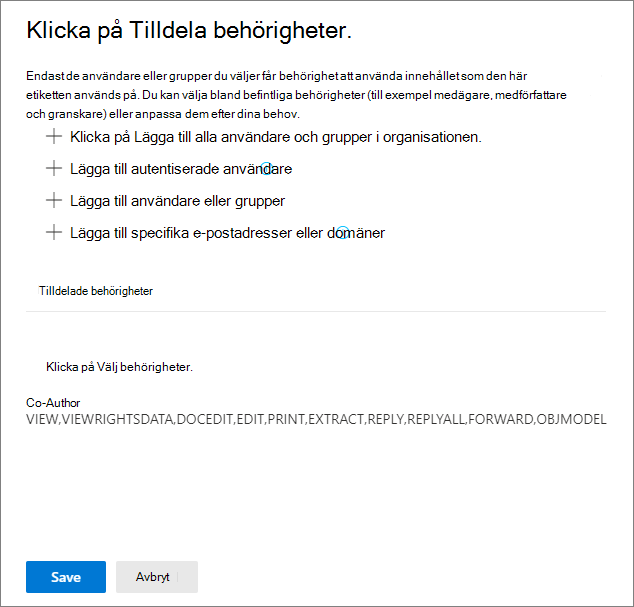 Klicka på Tilldela behörigheter.
Endast de användare eller grupper du väljer får behörighet att använda innehållet som den här
etiketten används på. Du kan välja bland befintliga behörigheter (till exempel medägare, medförfattare
och granskare) eller anpassa dem efter dina behov.
Klicka på Lägga till alla användare och grupper i organisationen.
Lägga till autentiserade användare
Lägga till användare eller grupper
Lägga till specifika e-postadresser eller domäner
Tilldelade behörigheter
Klicka på Välj behörigheter.
Co-Author
VIEW,VIEWRIGHTSDATA,DOCEDIT,EDIT,PRINT,EXTRACT,REPLY,REPLYALL,FORWARD,OBJMODEL
Save Avbryt